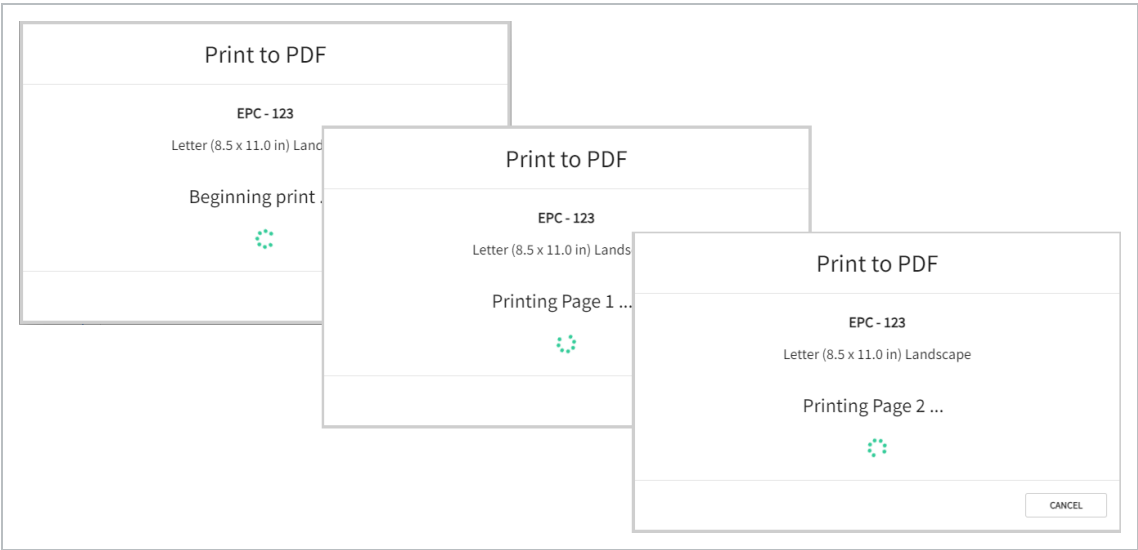 Print to PDF
EPC - 123
Letter (8.5 x 11.0 in) Land
Beginning print .
Print to PDF
EPC - 123
Letter (8.5 x 11.0 in) Lands
Printing Page 1 ...
Print to PDF
EPC - 123
Letter (8.5 x 11.0 in) Landscape
Printing Page 2 ...
CANCEL